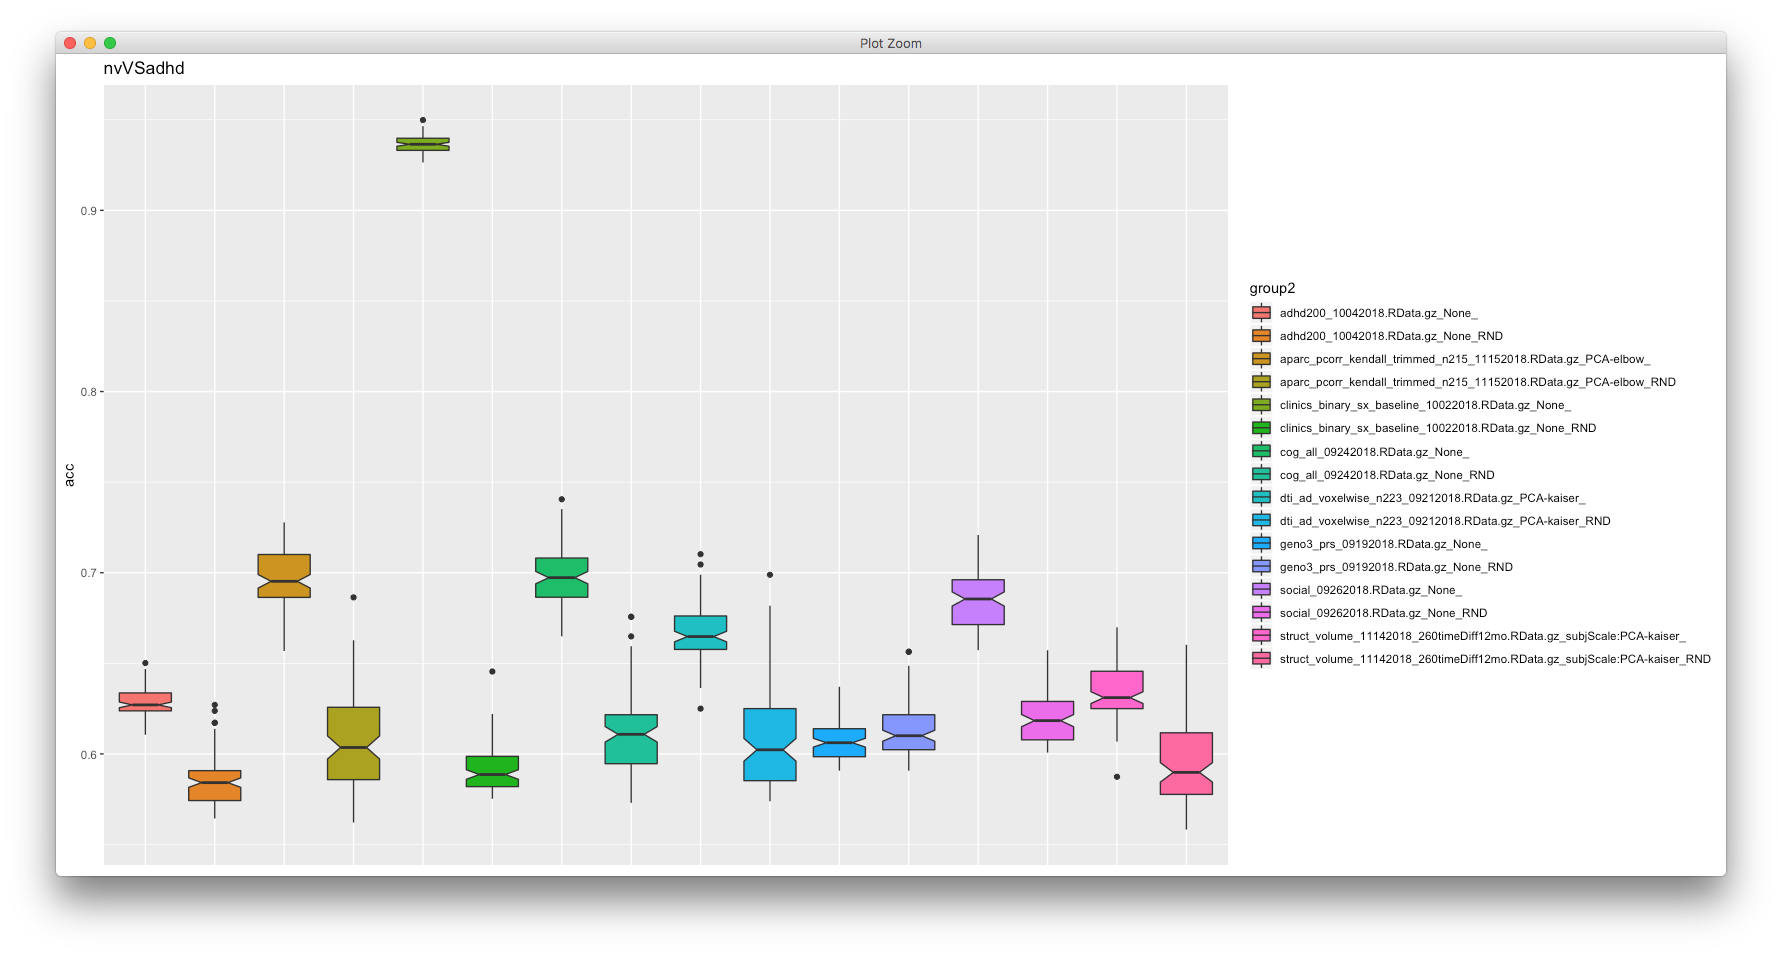 Plot Zoom
nvVSadhd
0.9
0.8
0.7
0.6
acc
group2
adhd200_10042018.RData.gz_None_
adhd200_10042018.RData.gz_None_RND
aparc_pcorr_kendall_trimmed_n215_11152018.RData.gz_PCA-elbow_
aparc_pcorr_kendall_trimmed_n215_11152018.RData.gz_PCA-elbow_RND
clinics_binary_sx_baseline_10022018.RData.gz_None_
clinics_binary_sx_baseline_10022018.RData.gz_None_RND
cog_all_09242018.RData.gz_None_
cog_all_09242018.RData.gz_None_RND
dti_ad_voxelwise_n223_09212018.RData.gz_PCA-kaiser_
dti_ad_voxelwise_n223_09212018.RData.gz_PCA-kaiser_RND
geno3_prs_09192018.RData.gz_None_
geno3_prs_09192018.RData.gz_None_RND
social_09262018.RData.gz_None_
social_09262018.RData.gz_None_RND
struct_volume_11142018_260timeDiff12mo.RData.gz_subjScale:PCA-kaiser_
struct_volume_11142018_260timeDiff12mo.RData.gz_subjScale:PCA-kaiser_RND